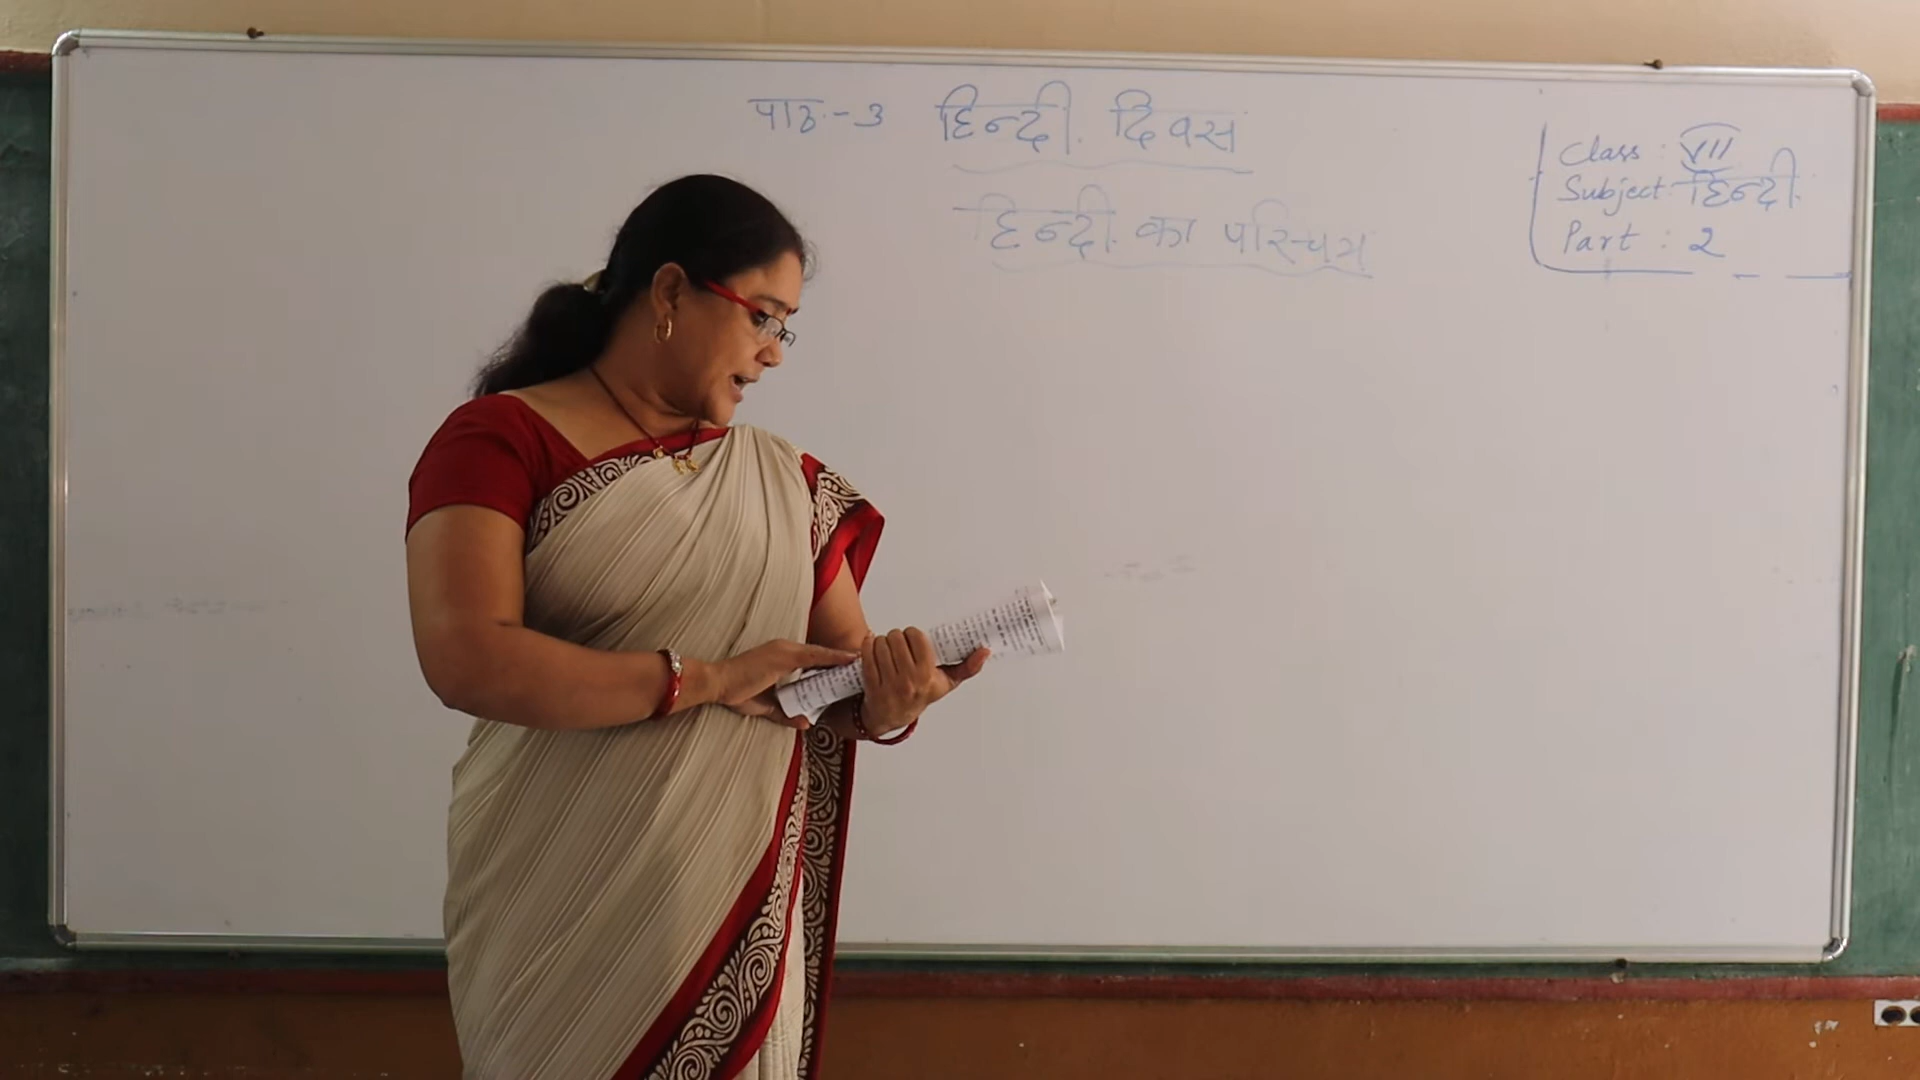 पाठ-3 हिन्दी दिवस
हिन्दी का परिचय
Class : VII
Subject : हिन्दी
Part : 2